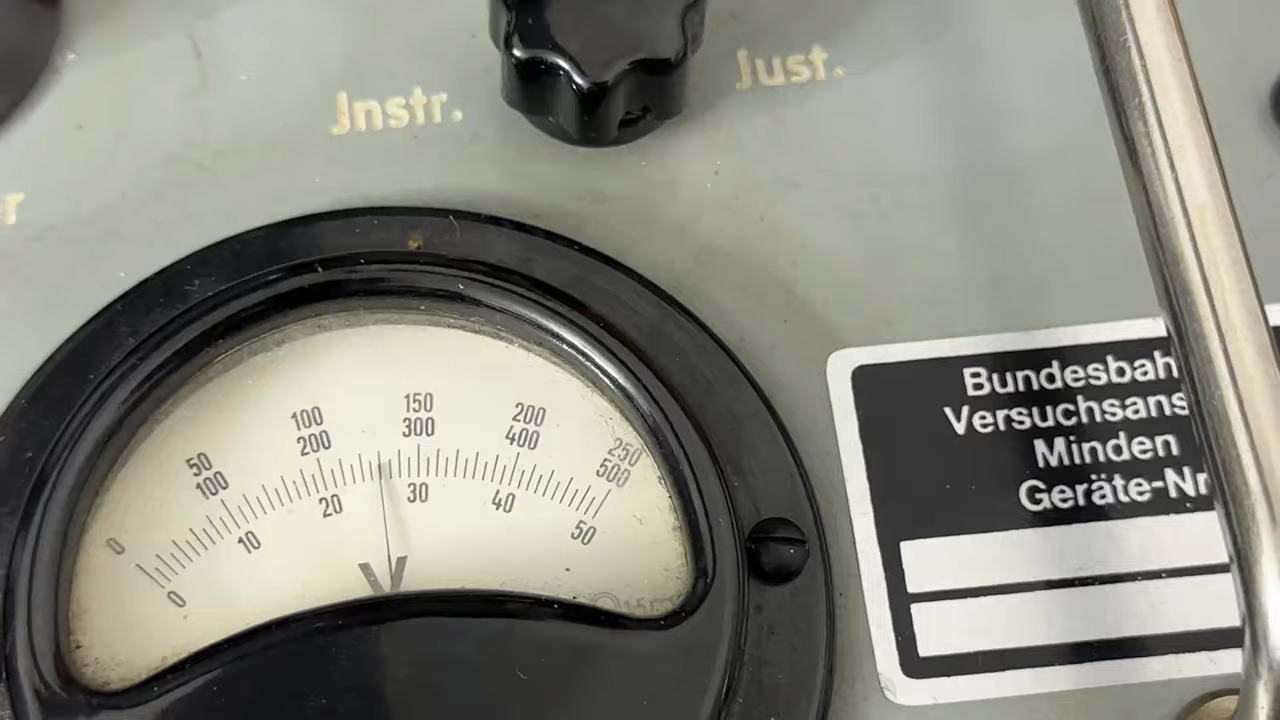 Jnstr.
Just.
r
50 100 150 200 250
0 100 200 300 400 500
0 10 20 30 40 50
V
Bundesbah
Versuchsans
Minden
Geräte-Nr